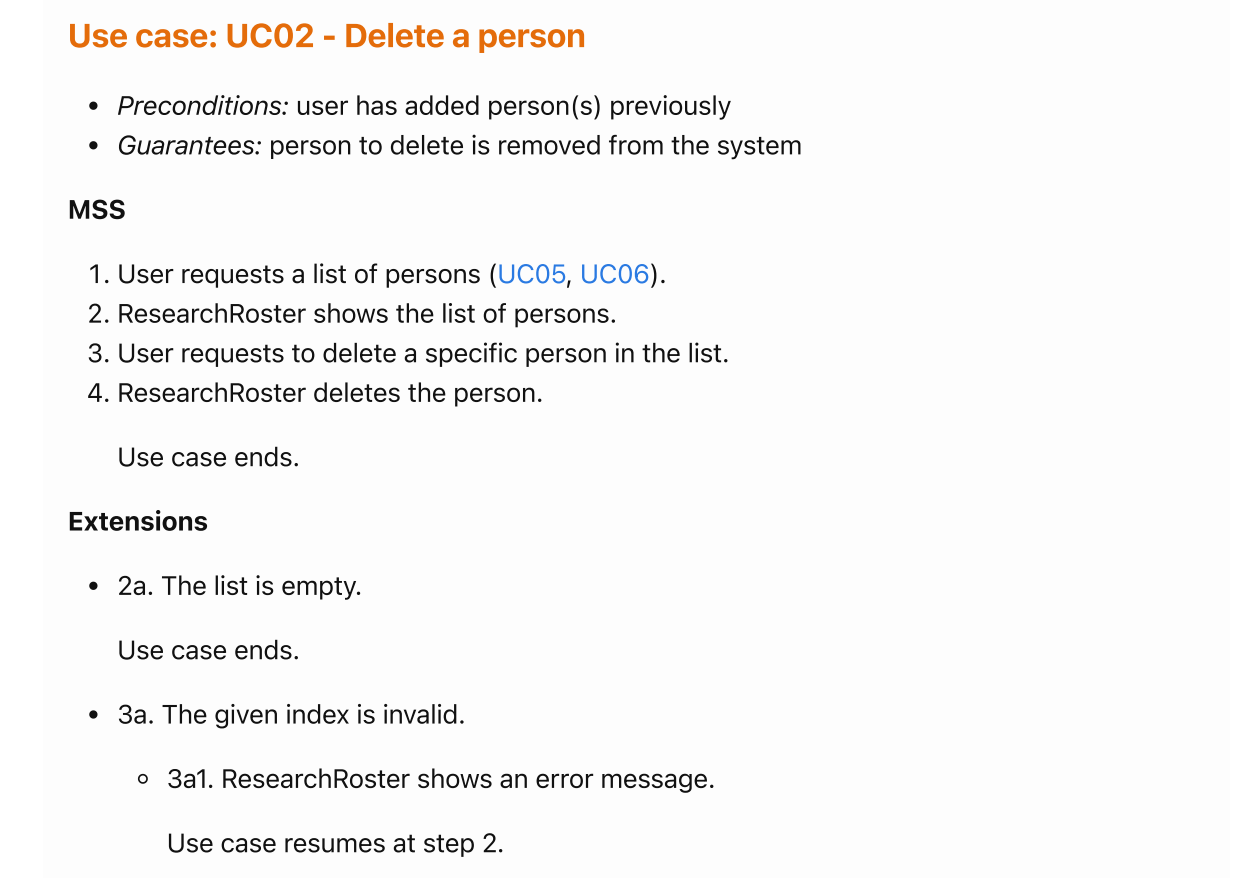 Use case: UC02 - Delete a person
• Preconditions: user has added person(s) previously
• Guarantees: person to delete is removed from the system
MSS
1. User requests a list of persons (UC05, UC06).
2. ResearchRoster shows the list of persons.
3. User requests to delete a specific person in the list.
4. ResearchRoster deletes the person.
Use case ends.
Extensions
• 2a. The list is empty.
Use case ends.
• 3a. The given index is invalid.
◦ 3a1. ResearchRoster shows an error message.
Use case resumes at step 2.